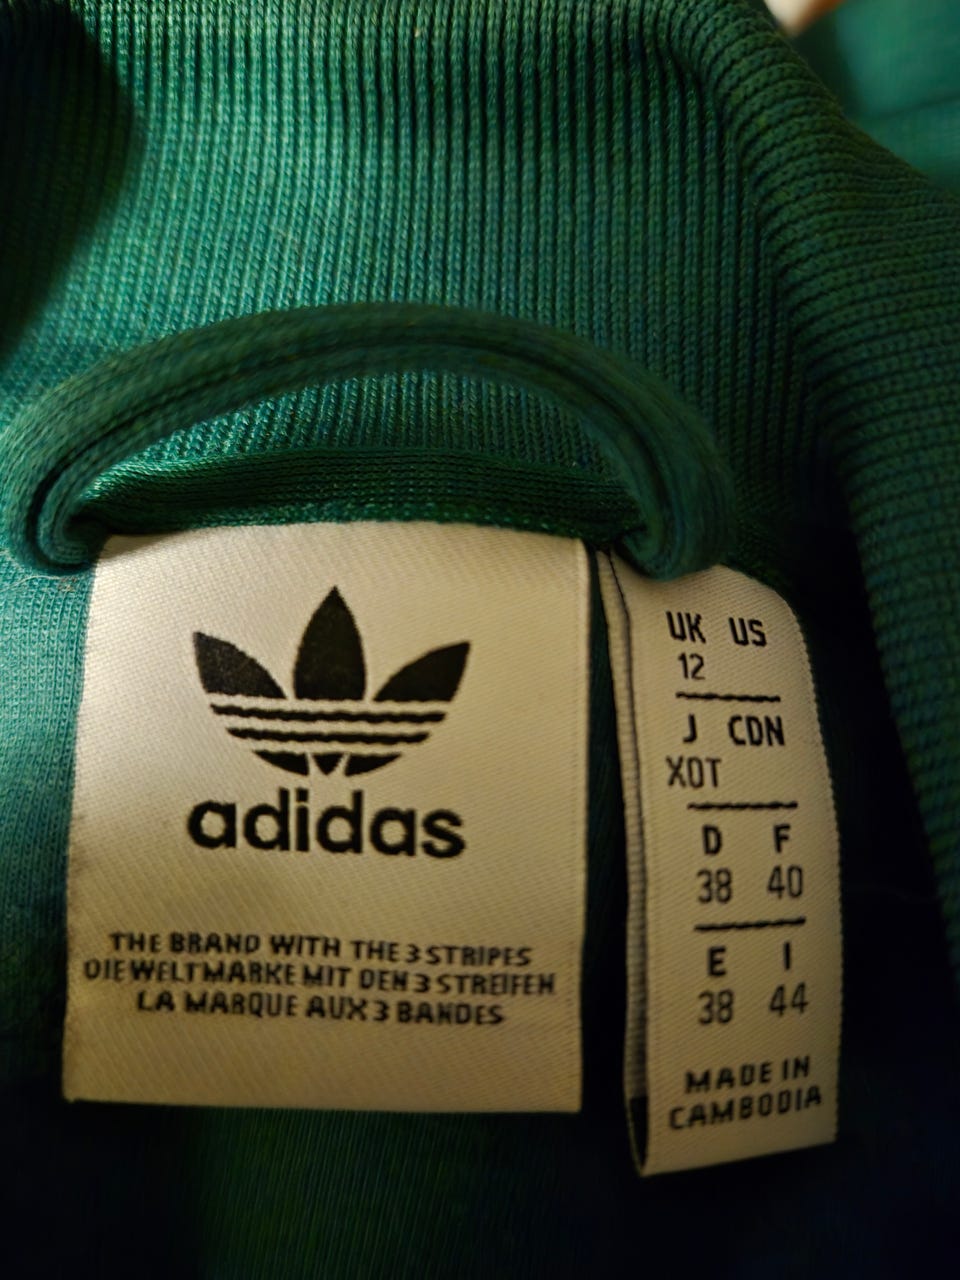 adidas
THE BRAND WITH THE 3 STRIPES
DIE WELTMARKE MIT DEN 3 STREIFEN
LA MARQUE AUX 3 BANDES
UK US
12
J CDN
XOT
D F
38 40
E I
38 44
MADE IN
CAMBODIA